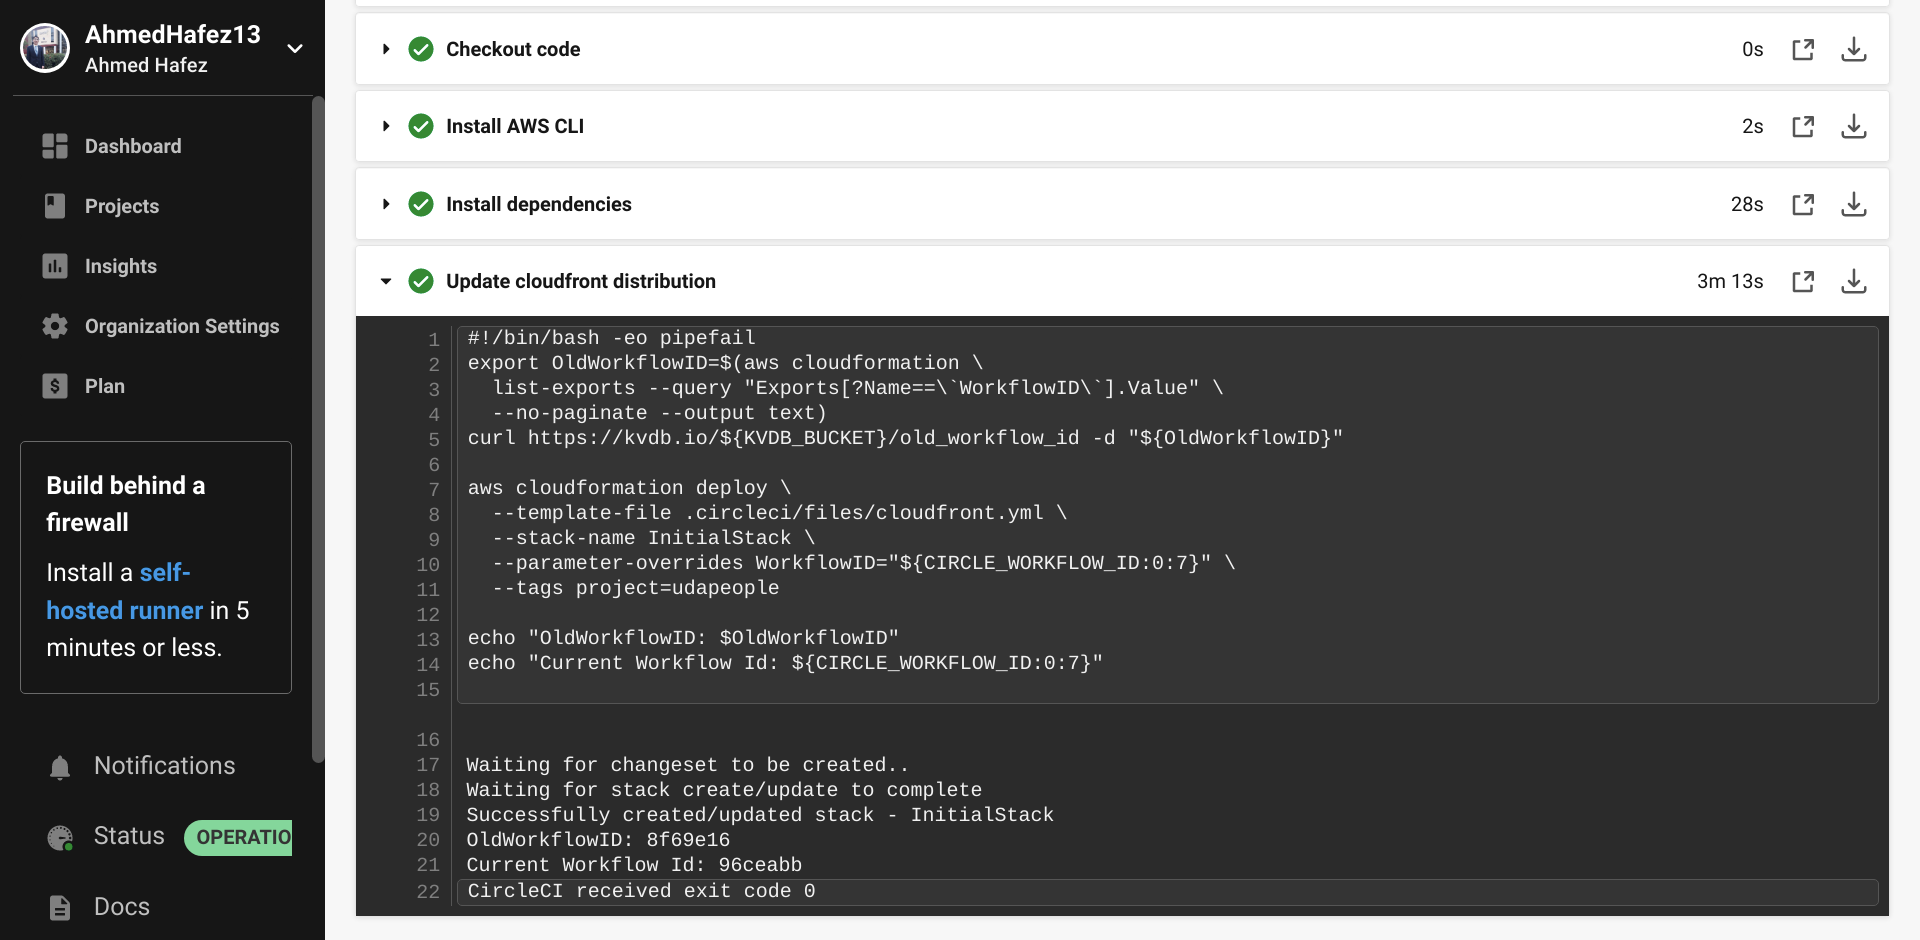 AhmedHafez13
Ahmed Hafez
Dashboard
Projects
Insights
Organization Settings
Plan
Build behind a
firewall
Install a self-
hosted runner in 5
minutes or less.
Notifications
Status OPERATIO
Docs
Checkout code 0s
Install AWS CLI 2s
Install dependencies 28s
Update cloudfront distribution 3m 13s
1 #!/bin/bash -eo pipefail
2 export OldWorkflowID=$(aws cloudformation \
3   list-exports --query "Exports[?Name==\`WorkflowID\`].Value" \
4   --no-paginate --output text)
5 curl https://kvdb.io/${KVDB_BUCKET}/old_workflow_id -d "${OldWorkflowID}"
6
7 aws cloudformation deploy \
8   --template-file .circleci/files/cloudfront.yml \
9   --stack-name InitialStack \
10   --parameter-overrides WorkflowID="${CIRCLE_WORKFLOW_ID:0:7}" \
11   --tags project=udapeople
12
13 echo "OldWorkflowID: $OldWorkflowID"
14 echo "Current Workflow Id: ${CIRCLE_WORKFLOW_ID:0:7}"
15
16
17 Waiting for changeset to be created..
18 Waiting for stack create/update to complete
19 Successfully created/updated stack - InitialStack
20 OldWorkflowID: 8f69e16
21 Current Workflow Id: 96ceabb
22 CircleCI received exit code 0